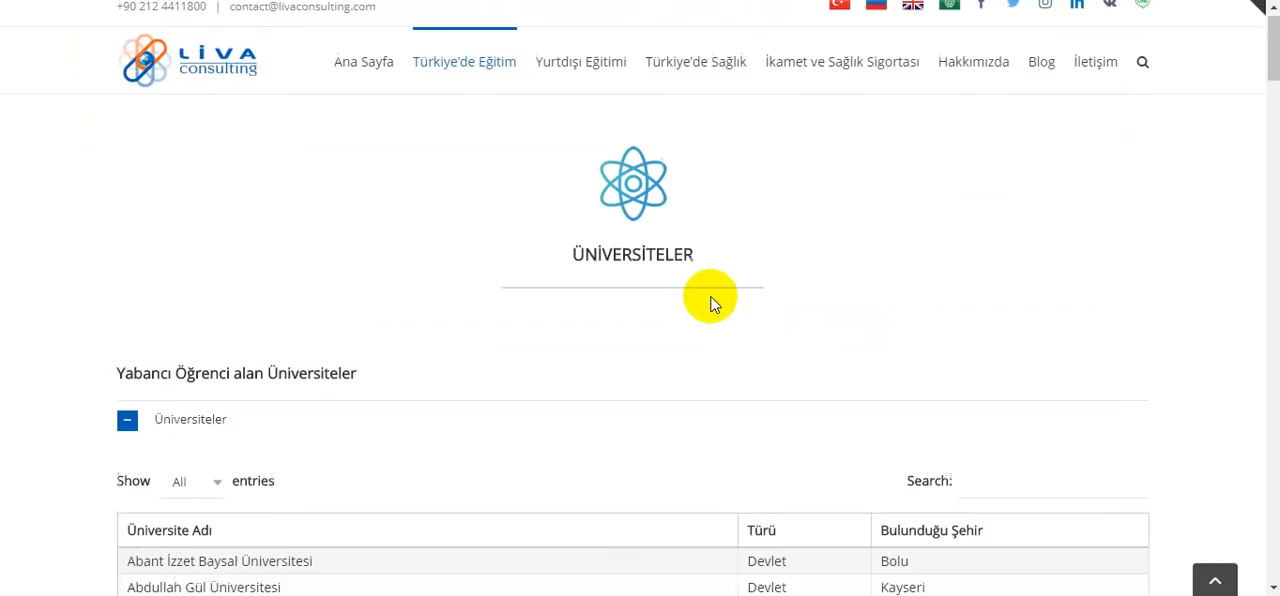 +90 212 4411800 | contact@livaconsulting.com
LİVA
consulting
Ana Sayfa Türkiye'de Eğitim Yurtdışı Eğitimi Türkiye'de Sağlık İkamet ve Sağlık Sigortası Hakkımızda Blog İletişim
ÜNİVERSİTELER
Yabancı Öğrenci alan Üniversiteler
Üniversiteler
Show All entries Search:
Üniversite Adı Türü Bulunduğu Şehir
Abant İzzet Baysal Üniversitesi Devlet Bolu
Abdullah Gül Üniversitesi Devlet Kayseri